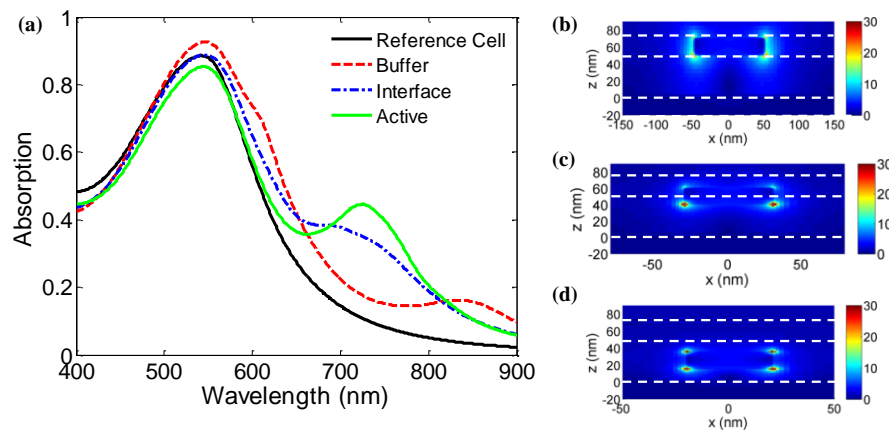 (a)
Absorption
1
0.8
0.6
0.4
0.2
0
400 500 600 700 800 900
Wavelength (nm)
Reference Cell
Buffer
Interface
Active
(b)
z (nm)
80
60
40
20
0
-20
-150 -100 -50 0 50 100 150
x (nm)
30
20
10
0
(c)
z (nm)
80
60
40
20
0
-20
-50 0 50
x (nm)
30
20
10
0
(d)
z (nm)
80
60
40
20
0
-20
-50 0 50
x (nm)
30
20
10
0